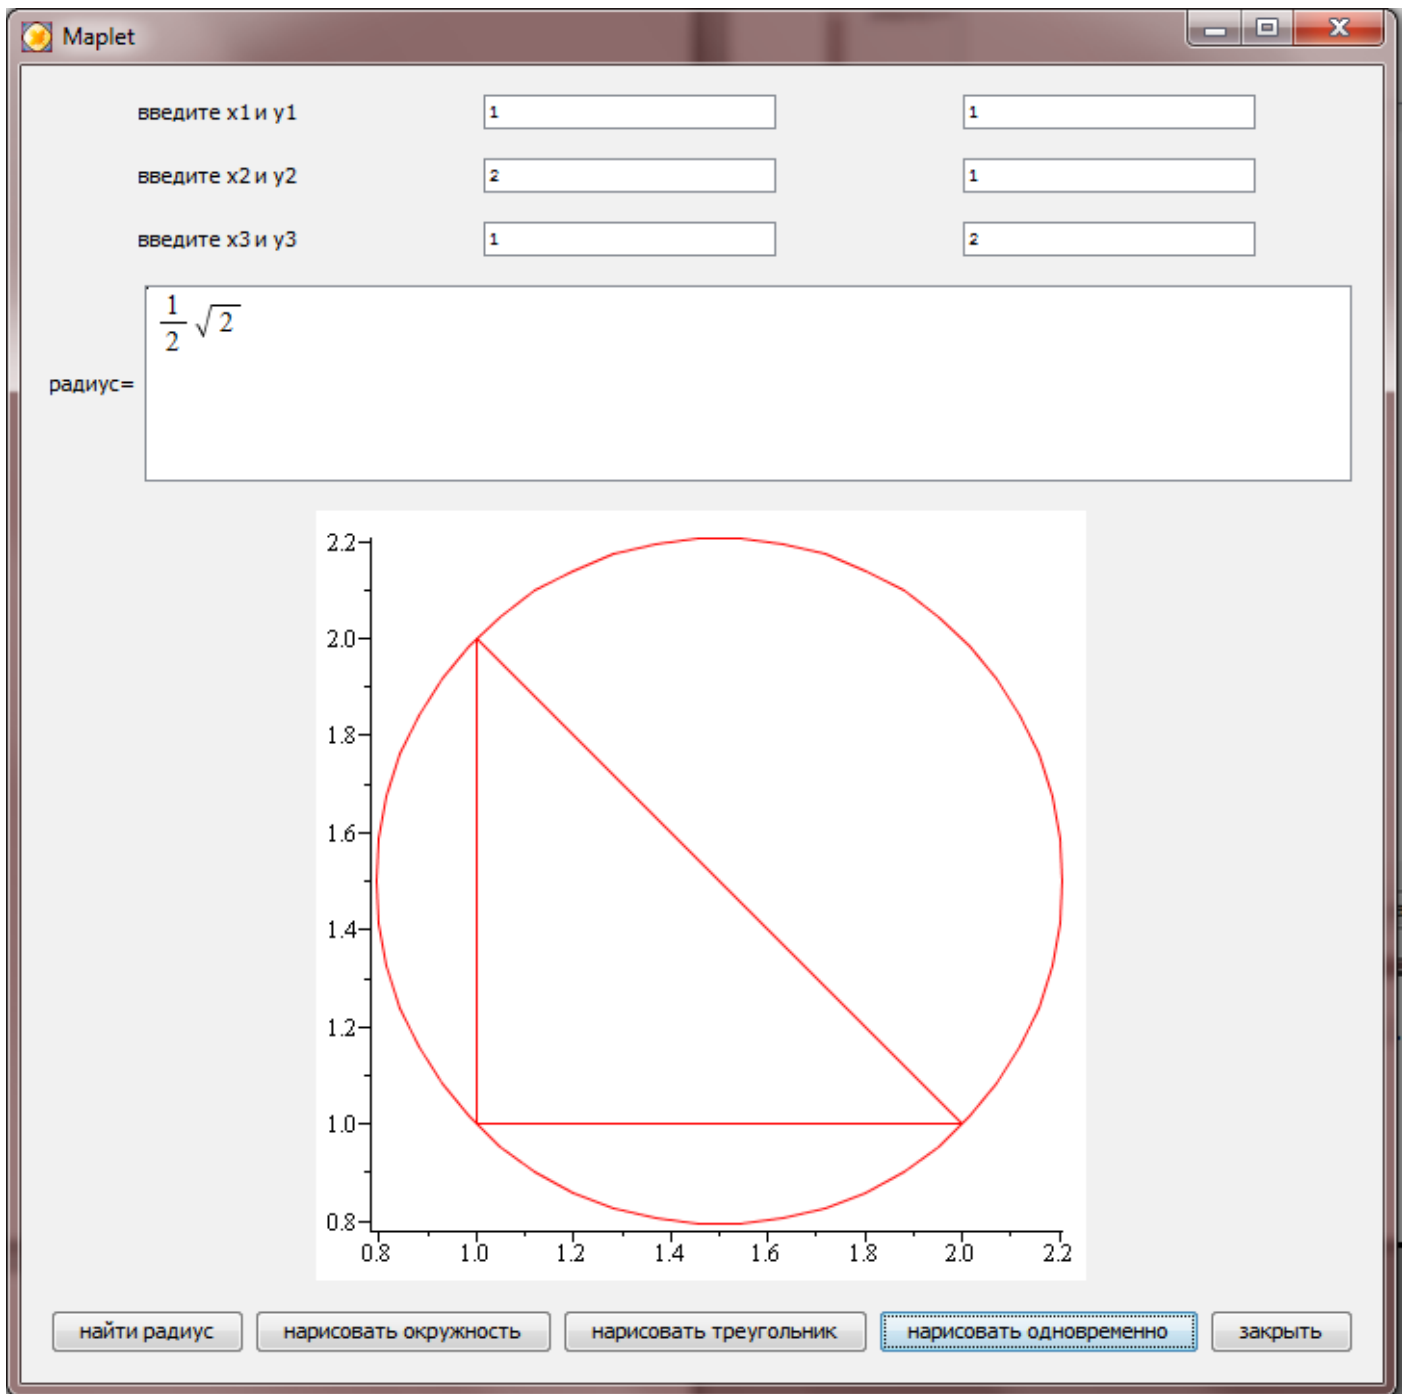 Maplet
введите x1 и y1 1 1
введите x2 и y2 2 1
введите x3 и y3 1 2
радиус= 1/2 √2
2.2
2.0
1.8
1.6
1.4
1.2
1.0
0.8
0.8 1.0 1.2 1.4 1.6 1.8 2.0 2.2
найти радиус нарисовать окружность нарисовать треугольник нарисовать одновременно закрыть